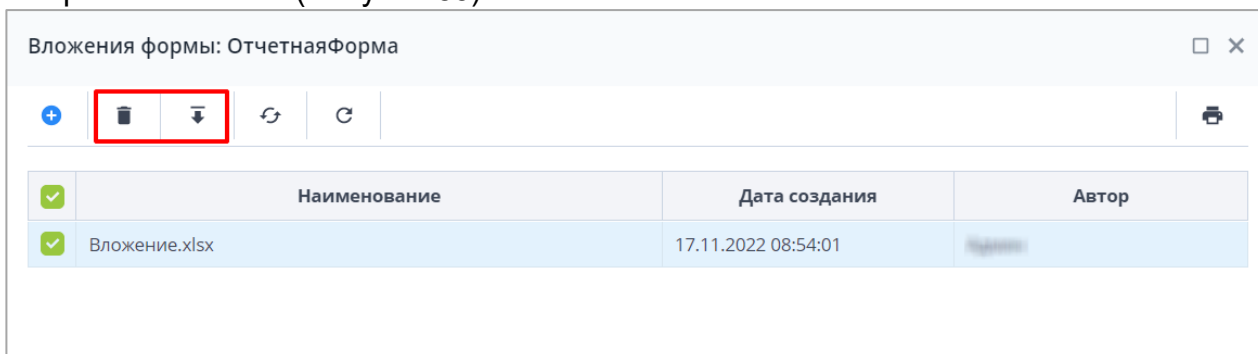 Вложения формы: ОтчетнаяФорма
Наименование Дата создания Автор
Вложение.xlsx 17.11.2022 08:54:01